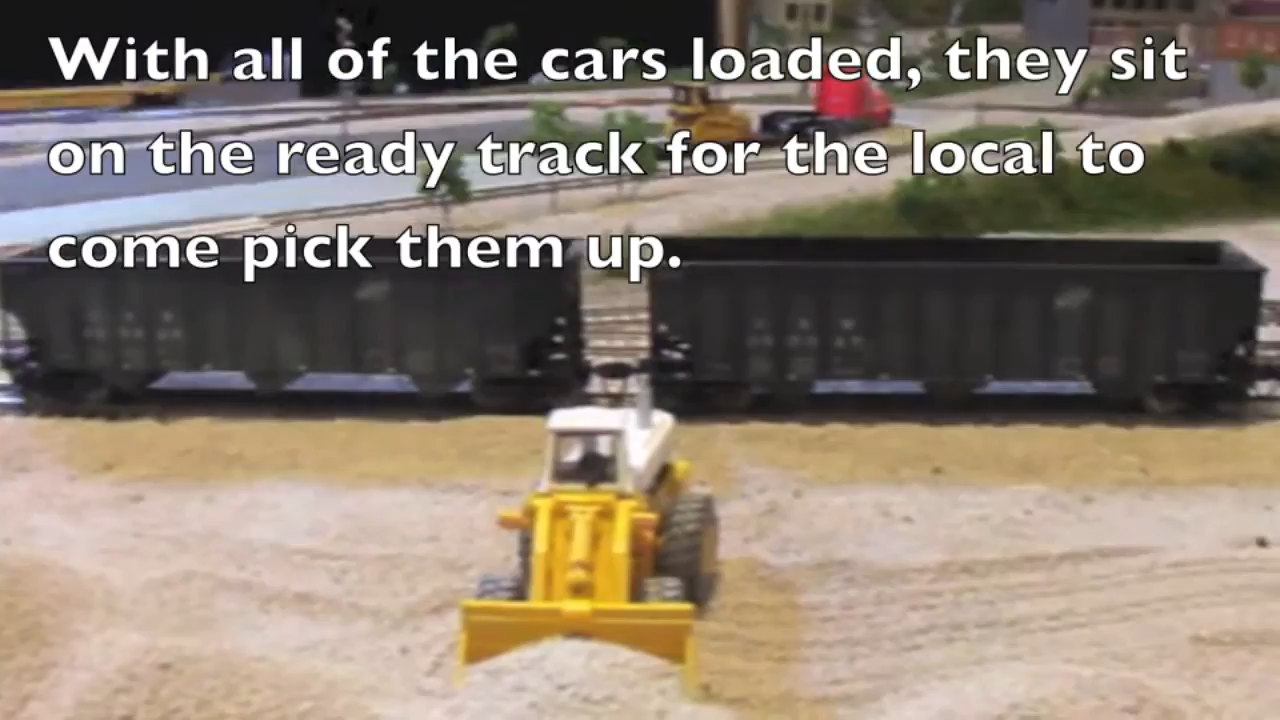 With all of the cars loaded, they sit
on the ready track for the local to
come pick them up.